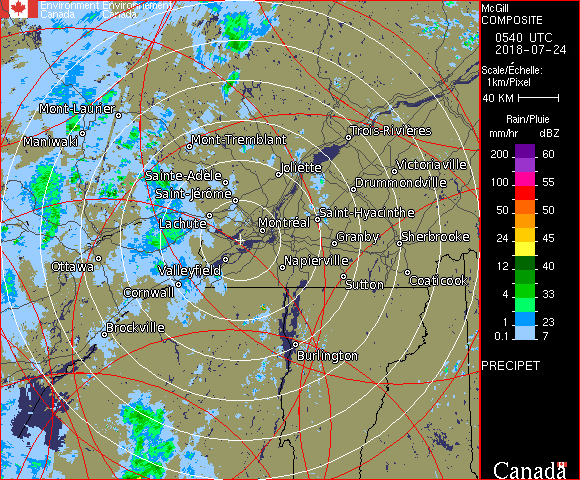 Environment Environnement
Canada Canada
McGill
COMPOSITE
0540 UTC
2018-07-24
Scale/Échelle:
1km/Pixel
40 KM
Rain/Pluie
mm/hr dBZ
200 60
100 55
50 50
24 45
12 40
4 33
1 23
0.1 7
PRECIPET
Mont-Laurier
Maniwaki
Mont-Tremblant
Trois-Rivières
Joliette
Victoriaville
Sainte-Adèle
Drummondville
Saint-Jérôme
Saint-Hyacinthe
Lachute
Montréal
Granby
Sherbrooke
Ottawa
Valleyfield
Napierville
Cornwall
Sutton
Coaticook
Brockville
Burlington
Canada